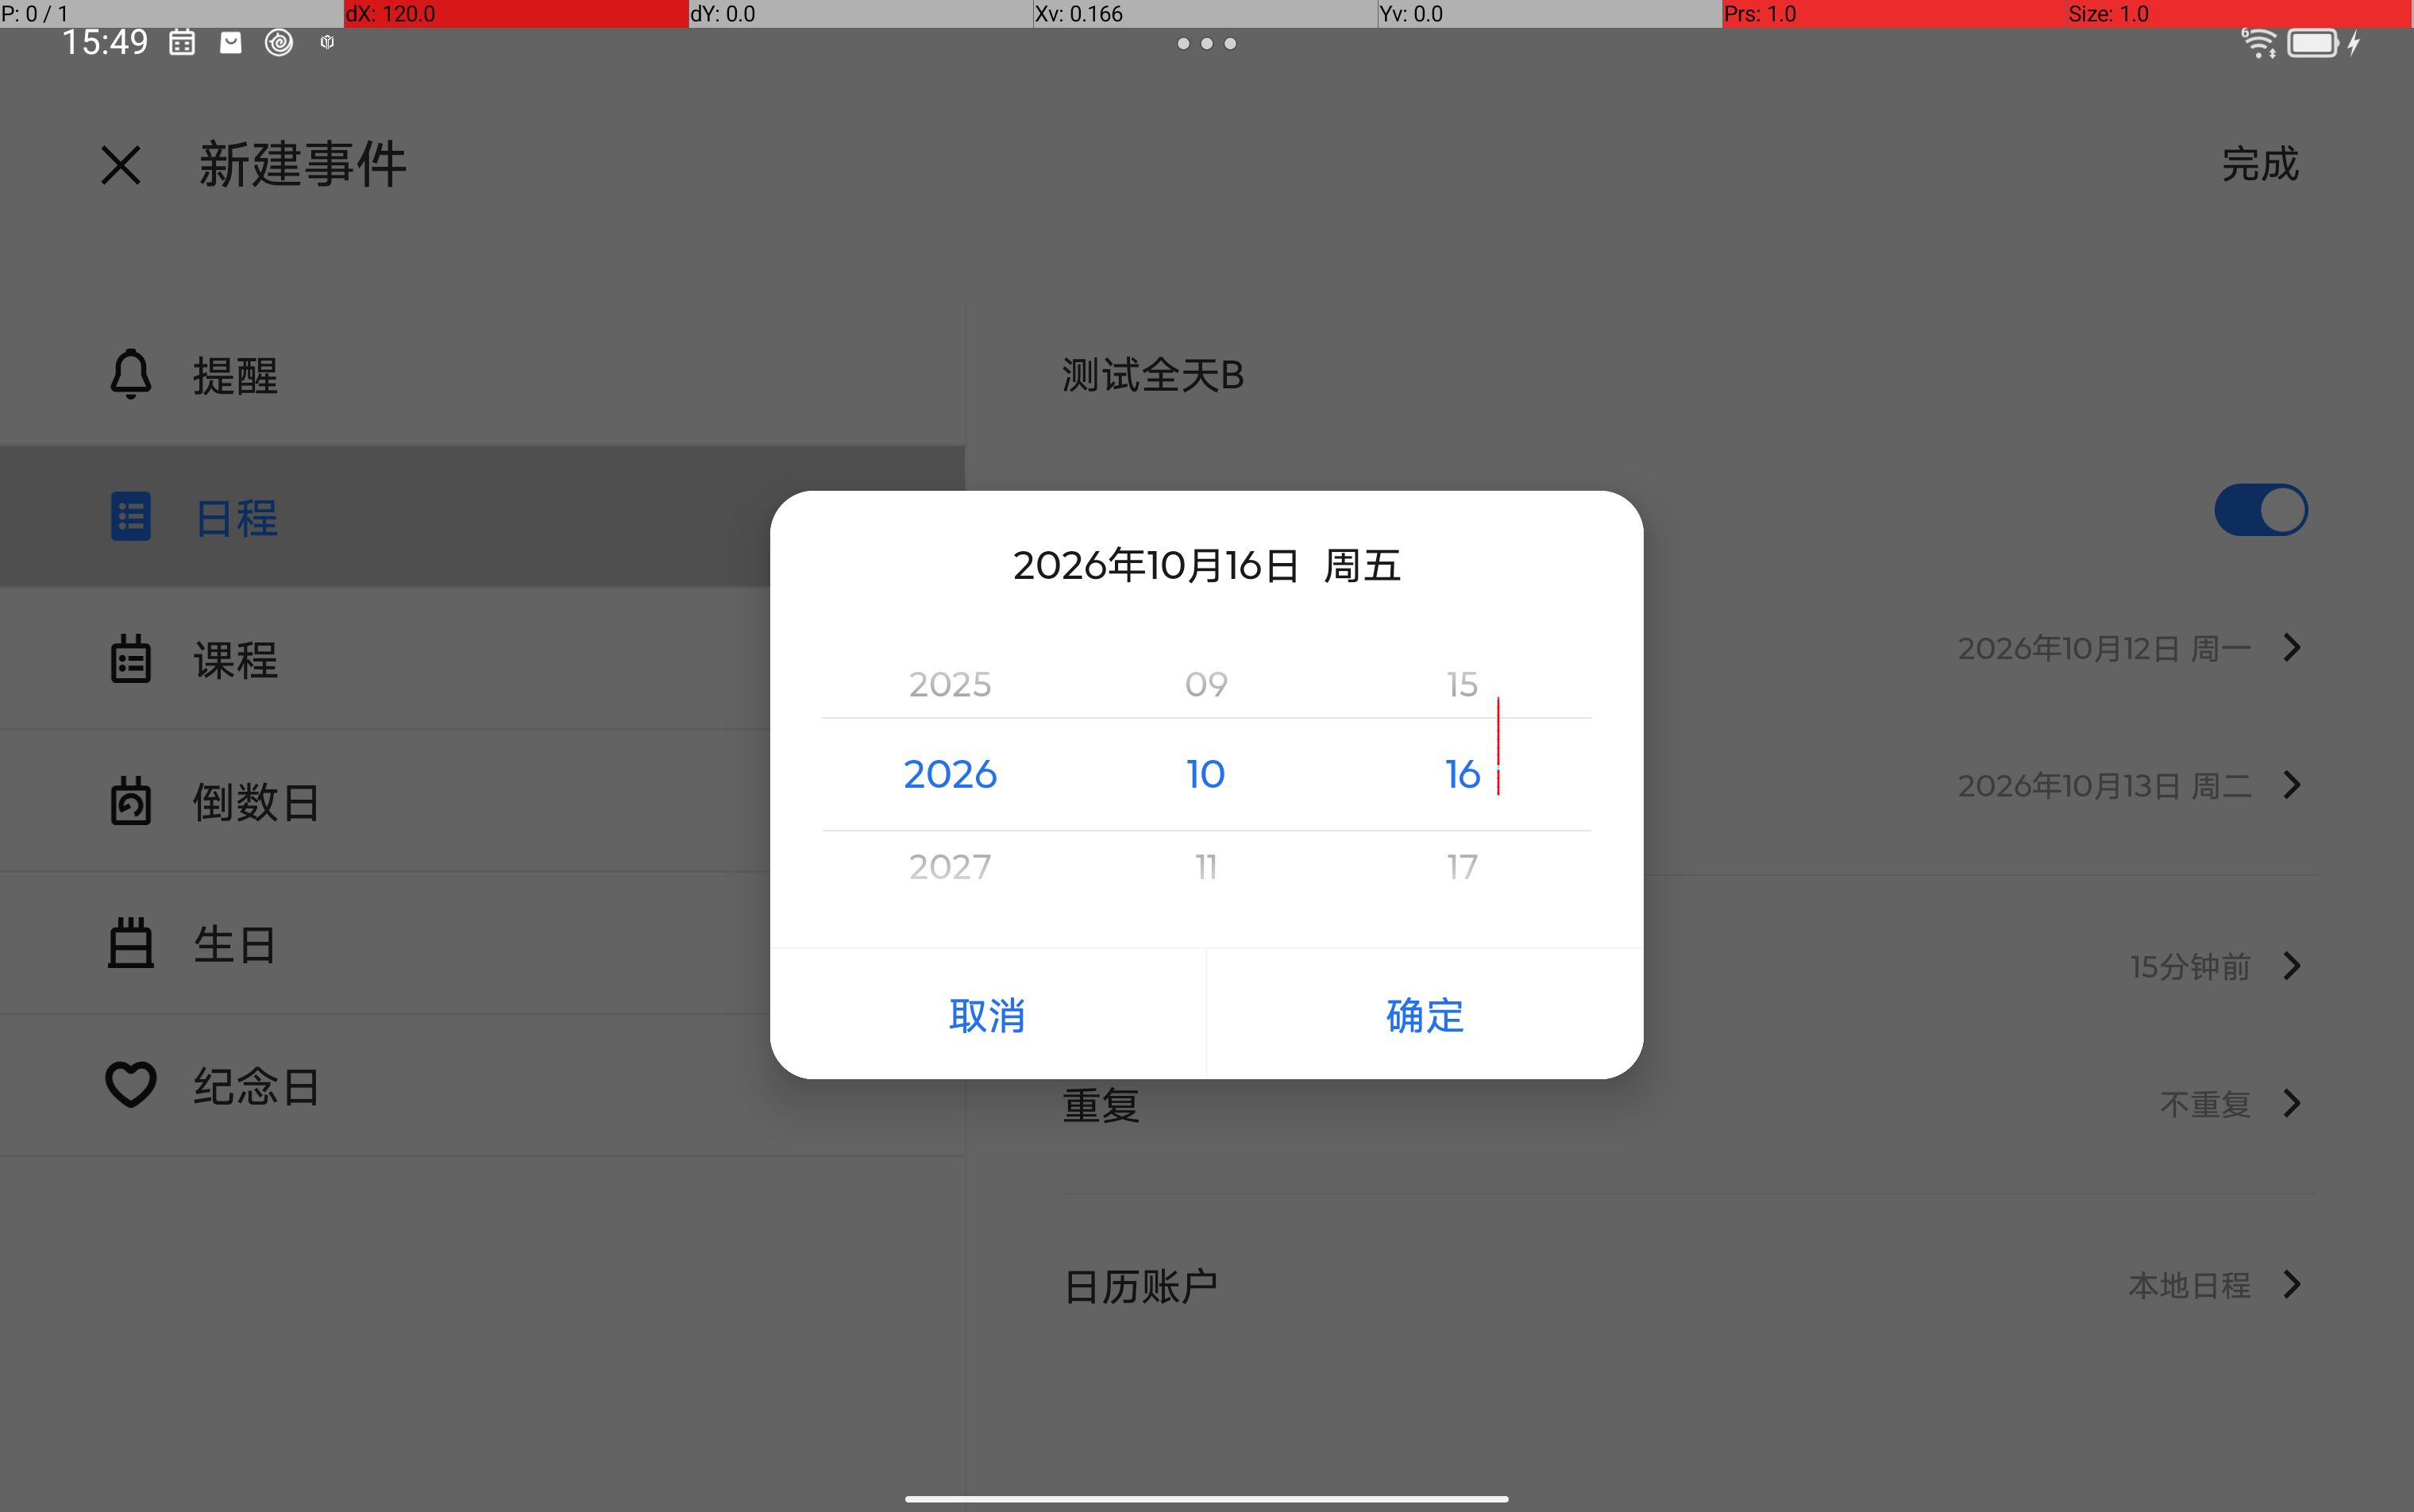 P: 0 / 1 dX: 120.0 dY: 0.0 Xv: 0.166 Yv: 0.0 Prs: 1.0 Size: 1.0
15:49 6
新建事件 完成
提醒
测试全天B
日程
2026年10月16日 周五
课程
2026年10月12日 周一
2025 09 15
2026 10 16
2026年10月13日 周二
倒数日
2027 11 17
生日
15分钟前
取消 确定
纪念日
重复 不重复
日历账户 本地日程